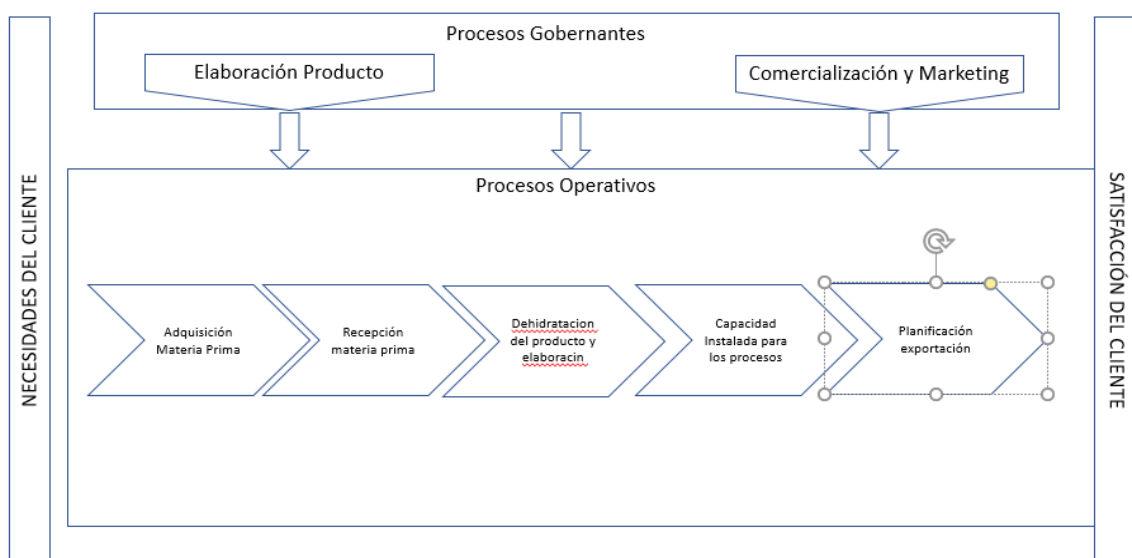 Procesos Gobernantes
Elaboración Producto
Comercialización y Marketing
NECESIDADES DEL CLIENTE
Procesos Operativos
Adquisición
Materia Prima
Recepción
materia prima
Dehidratacion
del producto y
elaboracin
Capacidad
Instalada para
los procesos
Planificación
exportación
SATISFACCIÓN DEL CLIENTE